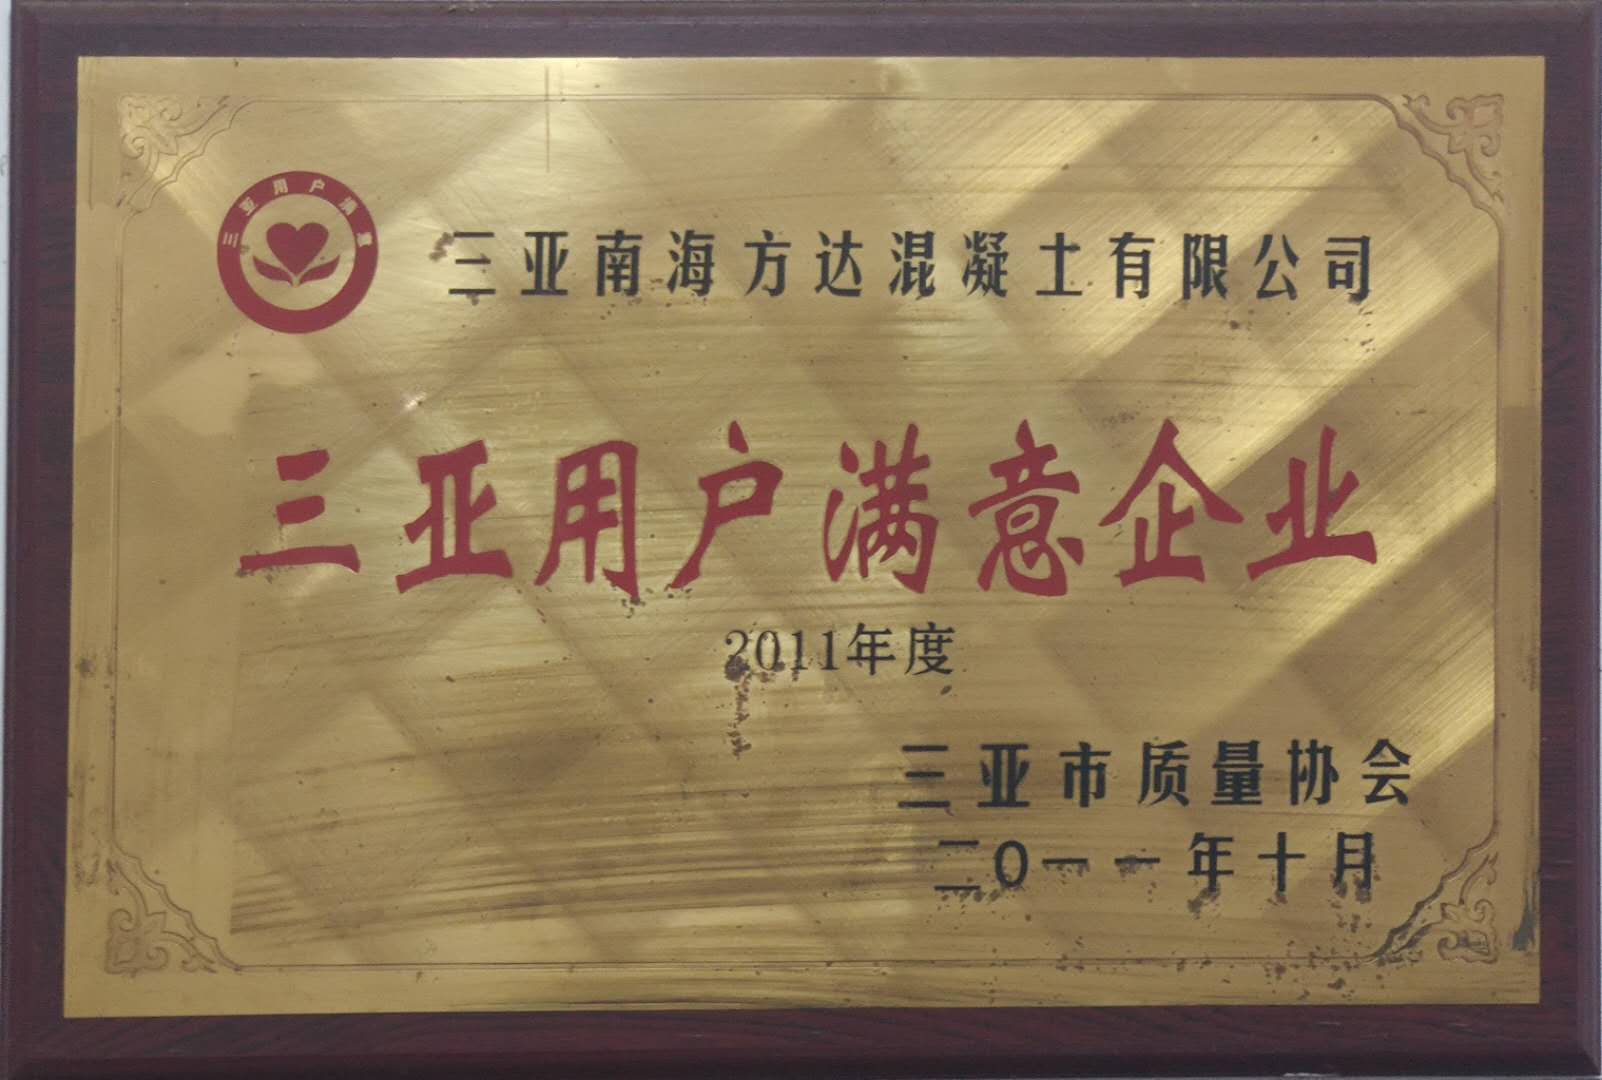 三亚用户满意
三亚南海方达混凝土有限公司
三亚用户满意企业
2011年度
三亚市质量协会
二〇一一年十月